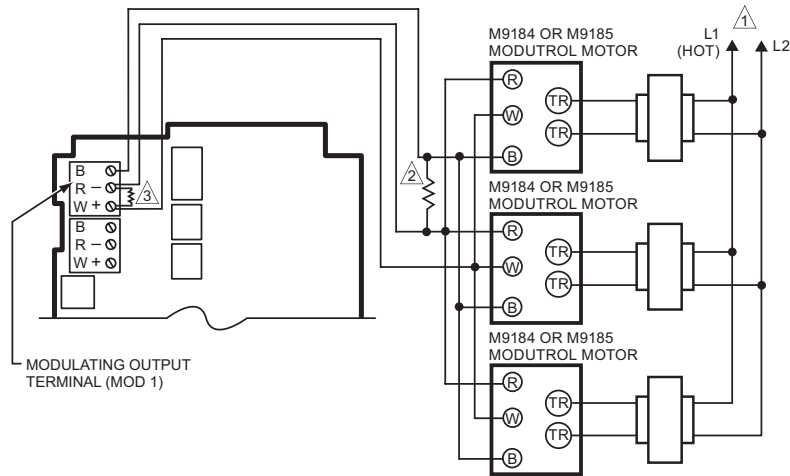 M9184 OR M9185
MODUTROL MOTOR
L1
(HOT)
1
L2
R
W
B
TR
TR
B
R –
W +
3
B
R –
W +
2
M9184 OR M9185
MODUTROL MOTOR
R
W
B
TR
TR
M9184 OR M9185
MODUTROL MOTOR
R
W
B
TR
TR
MODULATING OUTPUT
TERMINAL (MOD 1)